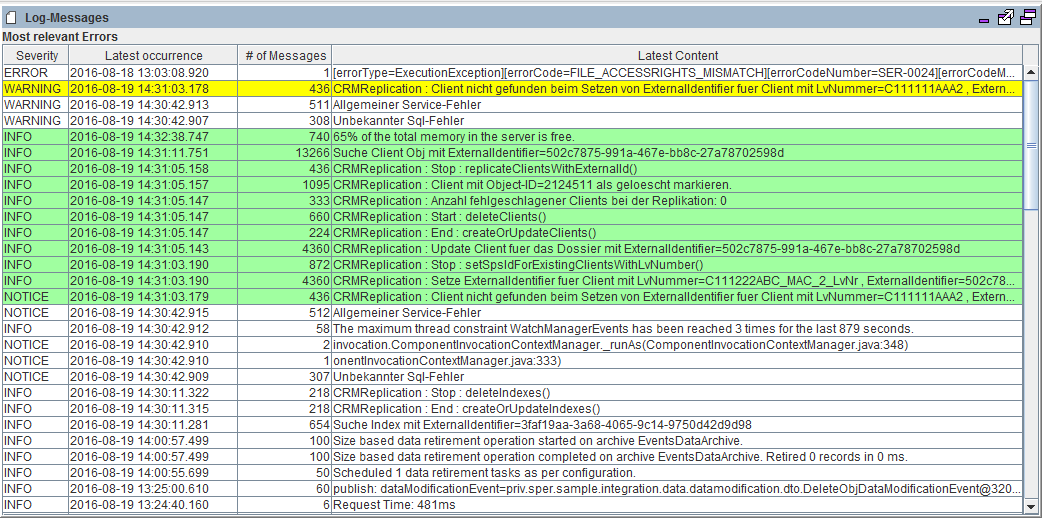 Log-Messages
Most relevant Errors
Severity Latest occurrence # of Messages Latest Content
ERROR 2016-08-18 13:03:08.920 1 [errorType=ExecutionException][errorCode=FILE_ACCESSRIGHTS_MISMATCH][errorCodeNumber=SER-0024][errorCodeM...
WARNING 2016-08-19 14:31:03.178 436 CRMReplication : Client nicht gefunden beim Setzen von ExternalIdentifier fuer Client mit LvNummer=C111111AAA2 , Extern...
WARNING 2016-08-19 14:30:42.913 511 Allgemeiner Service-Fehler
WARNING 2016-08-19 14:30:42.907 308 Unbekannter Sql-Fehler
INFO 2016-08-19 14:32:38.747 740 65% of the total memory in the server is free.
INFO 2016-08-19 14:31:11.751 13266 Suche Client Obj mit ExternalIdentifier=502c7875-991a-467e-bb8c-27a78702598d
INFO 2016-08-19 14:31:05.158 436 CRMReplication : Stop : replicateClientsWithExternalId()
INFO 2016-08-19 14:31:05.157 1095 CRMReplication : Client mit Object-ID=2124511 als geloescht markieren.
INFO 2016-08-19 14:31:05.147 333 CRMReplication : Anzahl fehlgeschlagener Clients bei der Replikation: 0
INFO 2016-08-19 14:31:05.147 660 CRMReplication : Start : deleteClients()
INFO 2016-08-19 14:31:05.147 224 CRMReplication : End : createOrUpdateClients()
INFO 2016-08-19 14:31:05.143 4360 CRMReplication : Update Client fuer das Dossier mit ExternalIdentifier=502c7875-991a-467e-bb8c-27a78702598d
INFO 2016-08-19 14:31:03.190 872 CRMReplication : Stop : setSpsIdForExistingClientsWithLvNumber()
INFO 2016-08-19 14:31:03.190 4360 CRMReplication : Setze ExternalIdentifier fuer Client mit LvNummer=C111222ABC_MAC_2_LvNr , ExternalIdentifier=502c78...
NOTICE 2016-08-19 14:31:03.179 436 CRMReplication : Client nicht gefunden beim Setzen von ExternalIdentifier fuer Client mit LvNummer=C111111AAA2 , Extern...
NOTICE 2016-08-19 14:30:42.915 512 Allgemeiner Service-Fehler
INFO 2016-08-19 14:30:42.912 58 The maximum thread constraint WatchManagerEvents has been reached 3 times for the last 879 seconds.
NOTICE 2016-08-19 14:30:42.910 2 invocation.ComponentInvocationContextManager._runAs(ComponentInvocationContextManager.java:348)
NOTICE 2016-08-19 14:30:42.910 1 onentInvocationContextManager.java:333)
NOTICE 2016-08-19 14:30:42.909 307 Unbekannter Sql-Fehler
INFO 2016-08-19 14:30:11.322 218 CRMReplication : Stop : deleteIndexes()
INFO 2016-08-19 14:30:11.315 218 CRMReplication : End : createOrUpdateIndexes()
INFO 2016-08-19 14:30:11.281 654 Suche Index mit ExternalIdentifier=3faf19aa-3a68-4065-9c14-9750d42d9d98
INFO 2016-08-19 14:00:57.499 100 Size based data retirement operation started on archive EventsDataArchive.
INFO 2016-08-19 14:00:57.499 100 Size based data retirement operation completed on archive EventsDataArchive. Retired 0 records in 0 ms.
INFO 2016-08-19 14:00:55.699 50 Scheduled 1 data retirement tasks as per configuration.
INFO 2016-08-19 13:25:00.610 60 publish: dataModificationEvent=priv.sper.sample.integration.data.datamodification.dto.DeleteObjDataModificationEvent@320...
INFO 2016-08-19 13:24:40.160 6 Request Time: 481ms